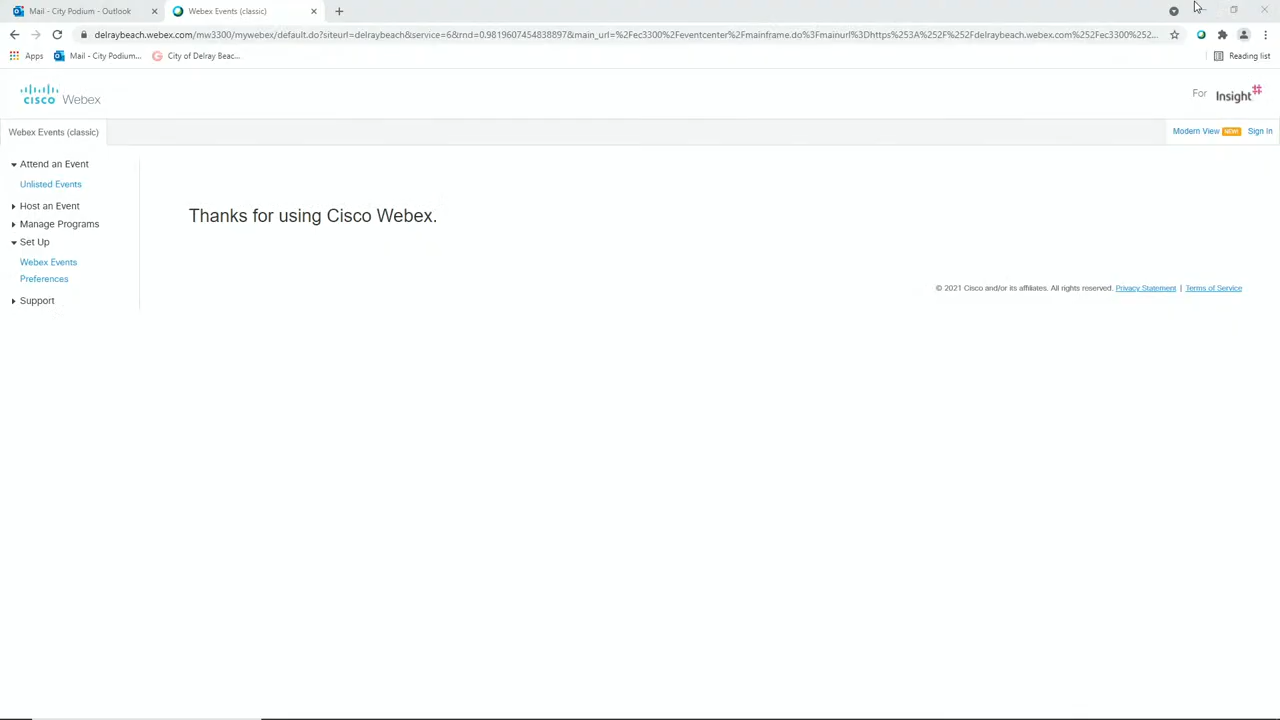 Mail - City Podium - Outlook
Webex Events (classic)
delraybeach.webex.com/mw3300/mywebex/default.do?siteurl=delraybeach&service=6&rnd=0.9819607454838897&main_url=%2Fec3300%2Feventcenter%2Fmainframe.do%3Fmainurl%3Dhttps%253A%252F%252Fdelraybeach.webex.com%252Fec3300%252...
Apps
Mail - City Podium...
City of Delray Beac...
Reading list
CISCO Webex
For Insight#
Webex Events (classic)
Modern View NEW!
Sign In
Attend an Event
Unlisted Events
Host an Event
Manage Programs
Set Up
Webex Events
Preferences
Support
Thanks for using Cisco Webex.
© 2021 Cisco and/or its affiliates. All rights reserved. Privacy Statement | Terms of Service